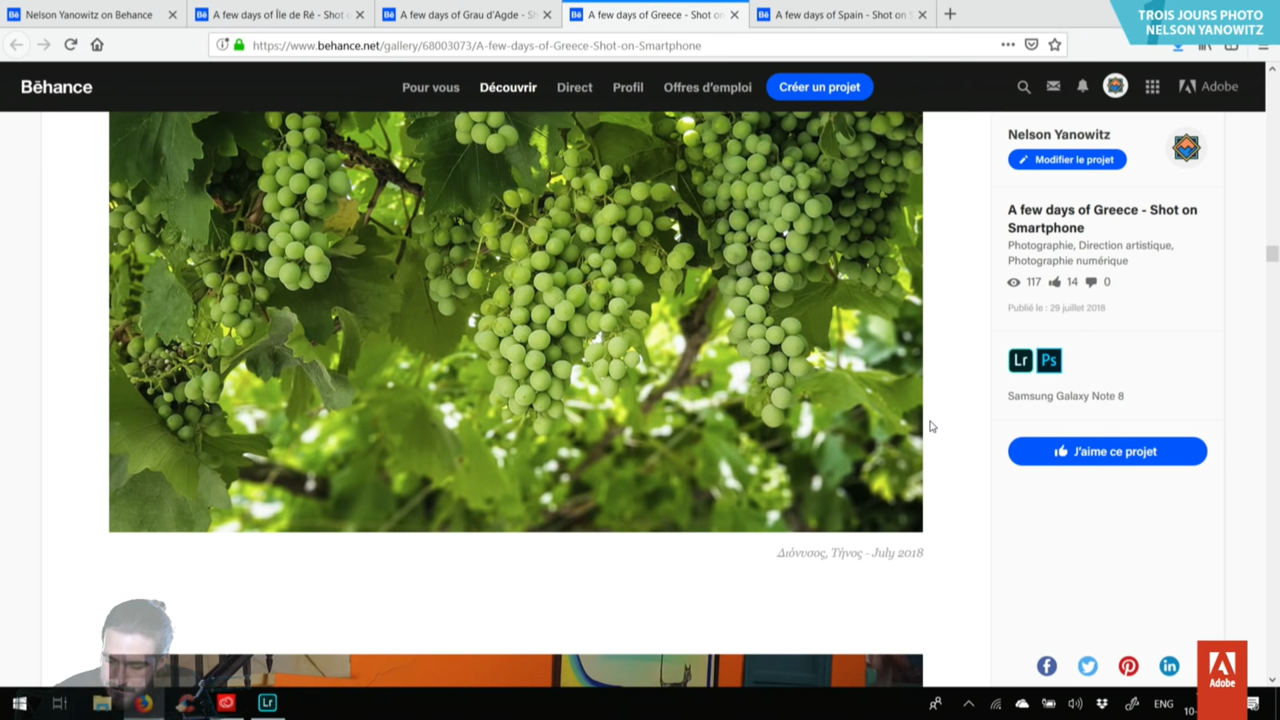 Nelson Yanowitz on Behance
A few days of Île de Ré - Shot
A few days of Grau d'Agde - Sh
A few days of Greece - Shot on
A few days of Spain - Shot on
TROIS JOURS PHOTO
NELSON YANOWITZ
https://www.behance.net/gallery/68003073/A-few-days-of-Greece-Shot-on-Smartphone
Bēhance
Pour vous
Découvrir
Direct
Profil
Offres d'emploi
Créer un projet
Adobe
Nelson Yanowitz
Modifier le projet
A few days of Greece - Shot on
Smartphone
Photographie, Direction artistique,
Photographie numérique
117 14 0
Publié le : 29 juillet 2018
Lr Ps
Samsung Galaxy Note 8
J'aime ce projet
Διόνυσος, Τήνος - July 2018
Lr
ENG
10-
Adobe